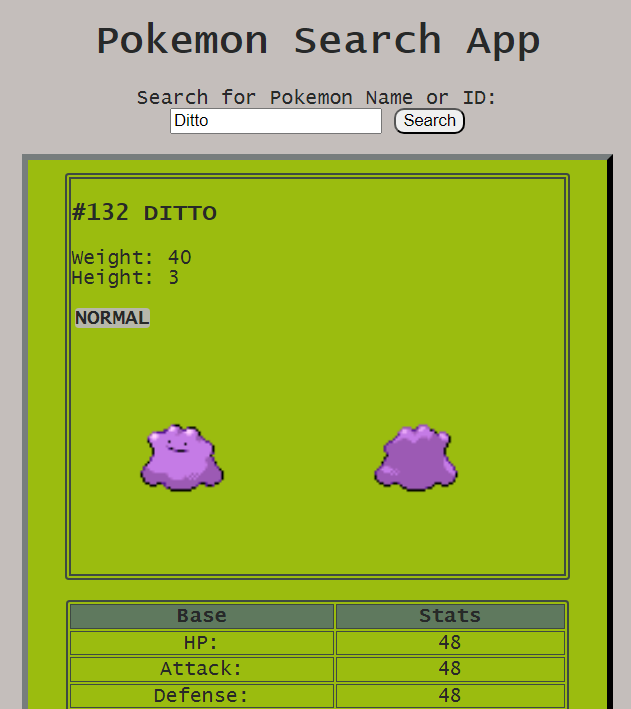 Pokemon Search App
Search for Pokemon Name or ID:
Ditto Search
#132 DITTO
Weight: 40
Height: 3
NORMAL
Base Stats
HP: 48
Attack: 48
Defense: 48